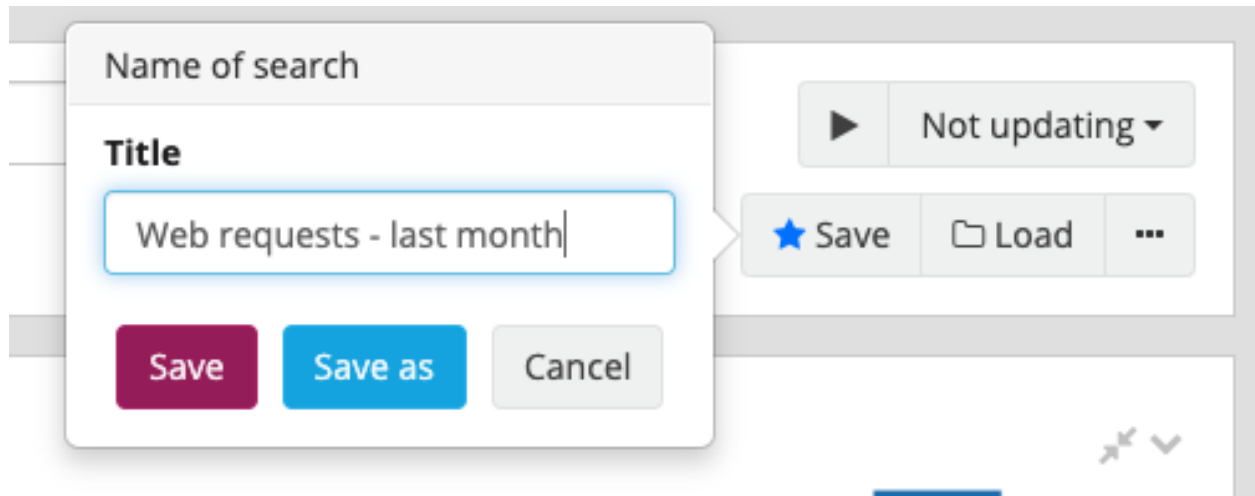 Name of search
Title
Web requests - last month
Save Save as Cancel
Not updating
Save Load